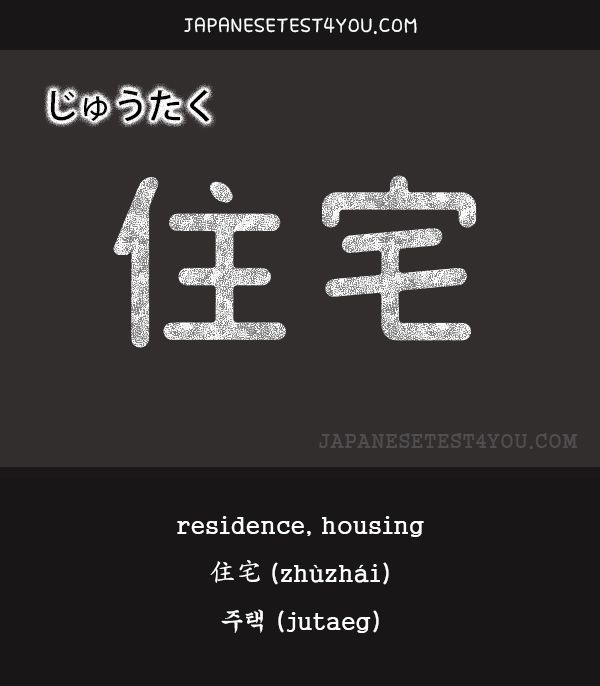 JAPANESETEST4YOU.COM
じゅうたく
住宅
JAPANESETEST4YOU.COM
residence, housing
住宅 (zhùzhái)
주택 (jutaeg)